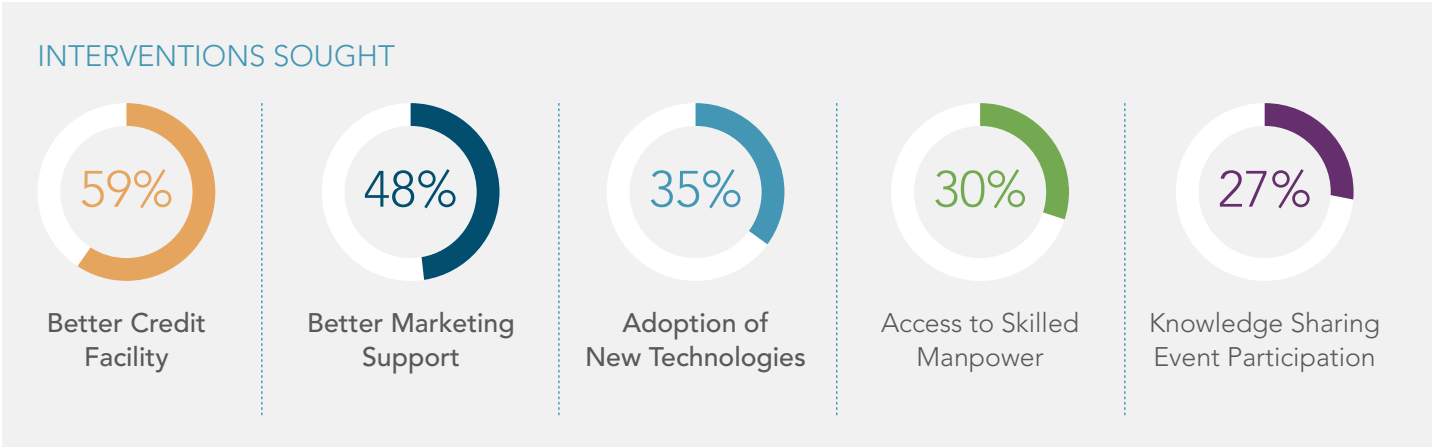 INTERVENTIONS SOUGHT
59%
Better Credit
Facility
48%
Better Marketing
Support
35%
Adoption of
New Technologies
30%
Access to Skilled
Manpower
27%
Knowledge Sharing
Event Participation